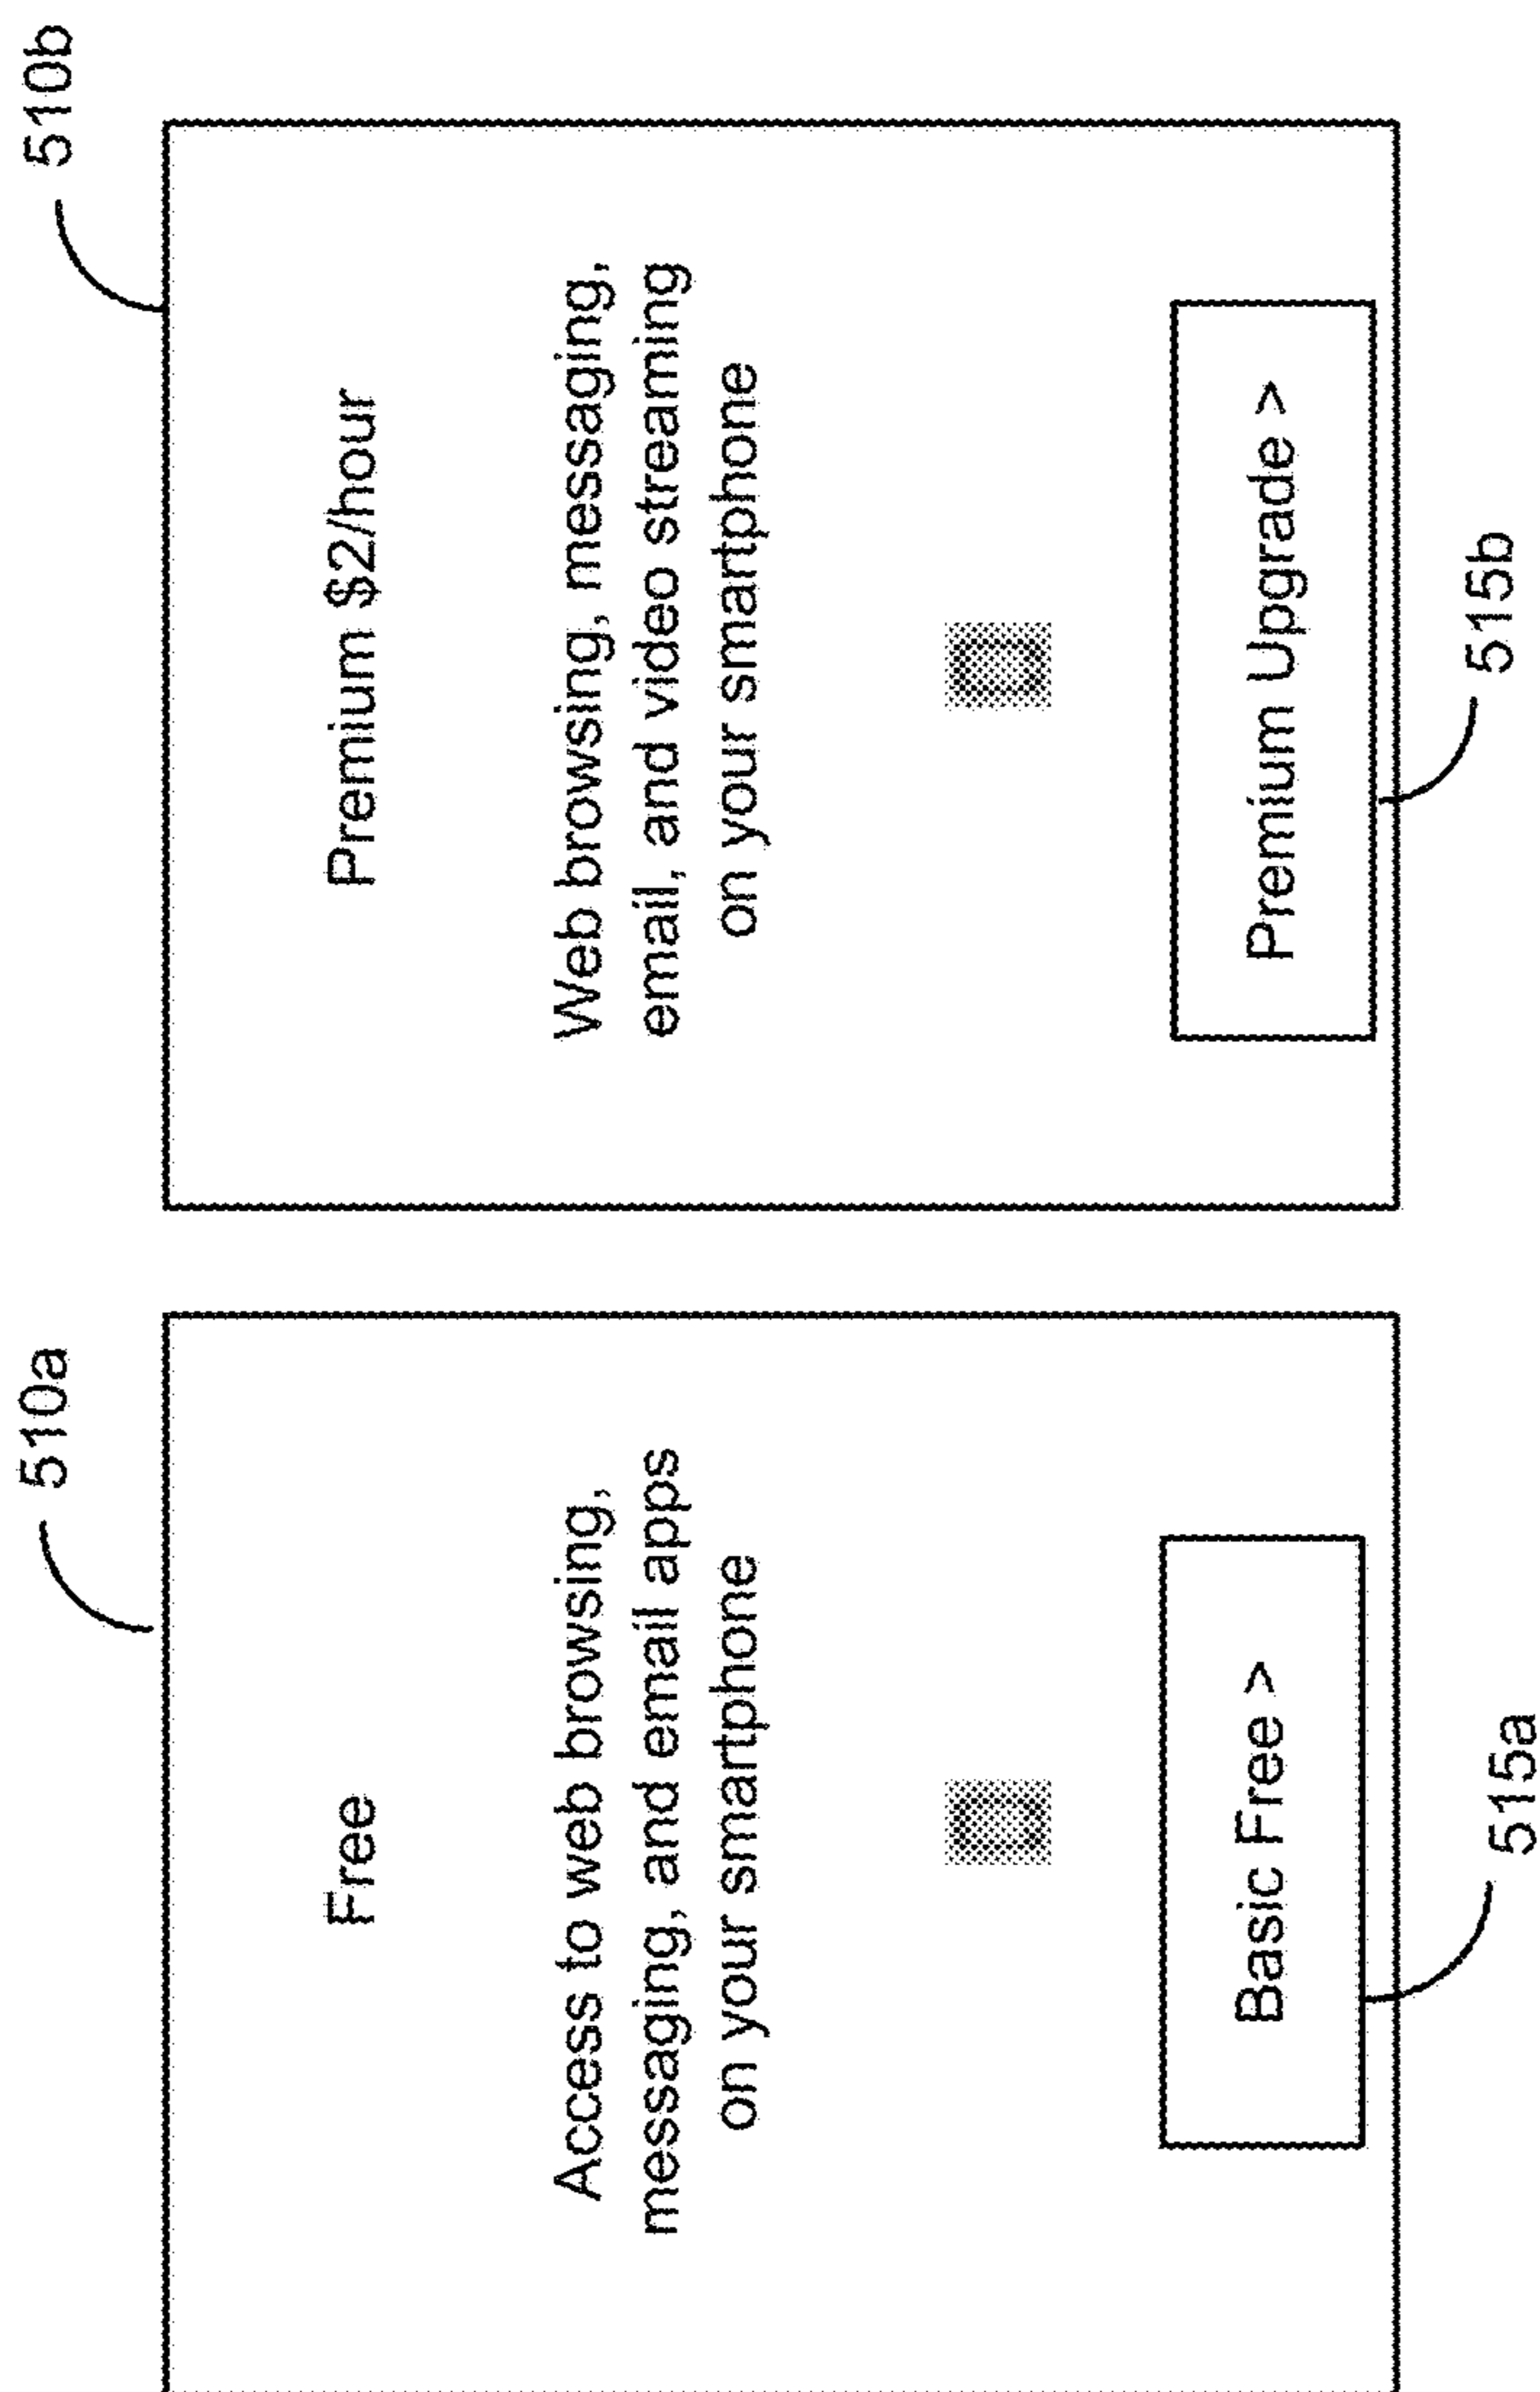 510a
Free
Access to web browsing,
messaging, and email apps
on your smartphone
Basic Free >
515a
510b
Premium $2/hour
Web browsing, messaging,
email, and video streaming
on your smartphone
Premium Upgrade >
515b